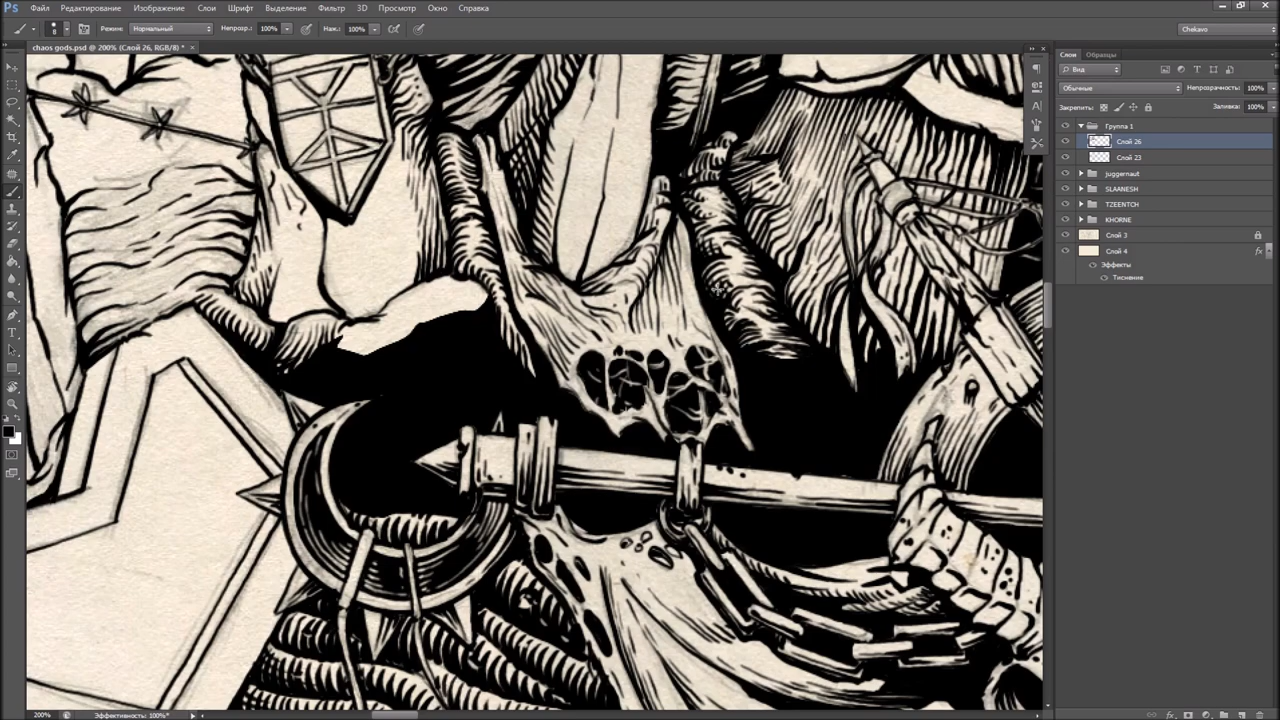 Ps Файл Редактирование Изображение Слои Шрифт Выделение Фильтр 3D Просмотр Окно Справка
8 Режим: Нормальный Непрозр.: 100% Наж.: 100% Chekavo
chaos gods.psd @ 200% (Слой 26, RGB/8) * ×
Слои Образцы
Вид
Обычные Непрозрачность: 100%
Закрепить: Заливка: 100%
Группа 1
Слой 26
Слой 23
juggernaut
SLAANESH
TZEENTCH
KHORNE
Слой 3
Слой 4 fx
Эффекты
Тиснение
200% Эффективность: 100%*